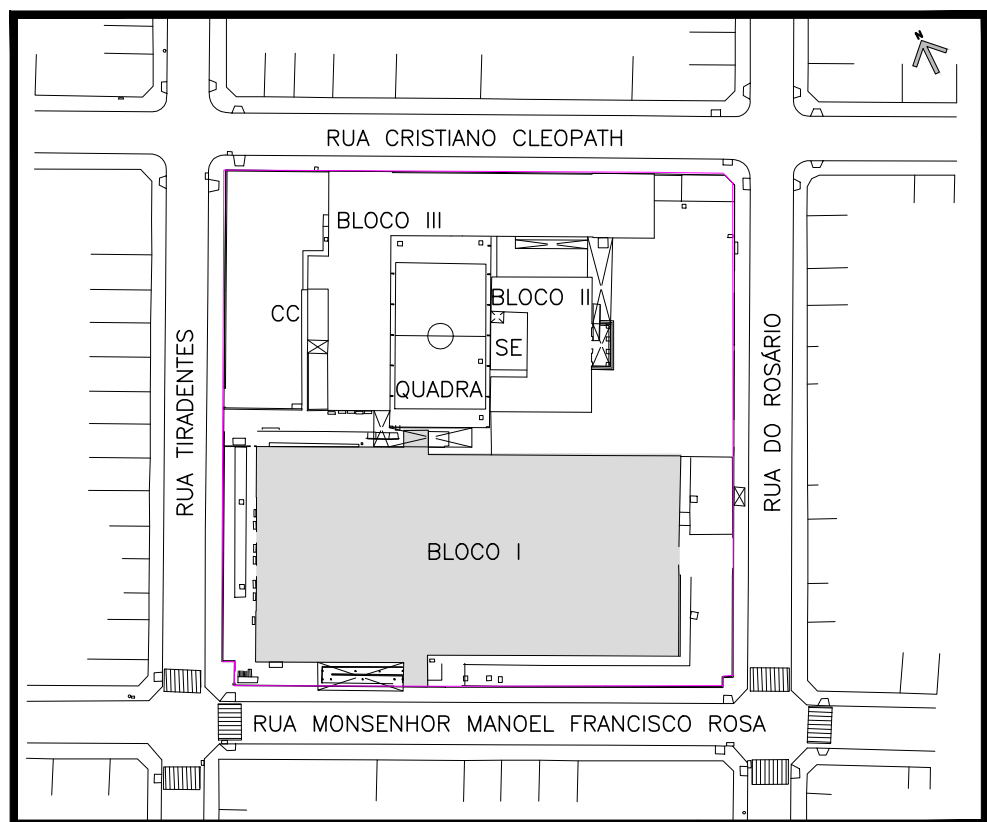 N
RUA CRISTIANO CLEOPATH
BLOCO III
BLOCO II
CC
SE
RUA TIRADENTES
RUA DO ROSÁRIO
QUADRA
BLOCO I
RUA MONSENHOR MANOEL FRANCISCO ROSA